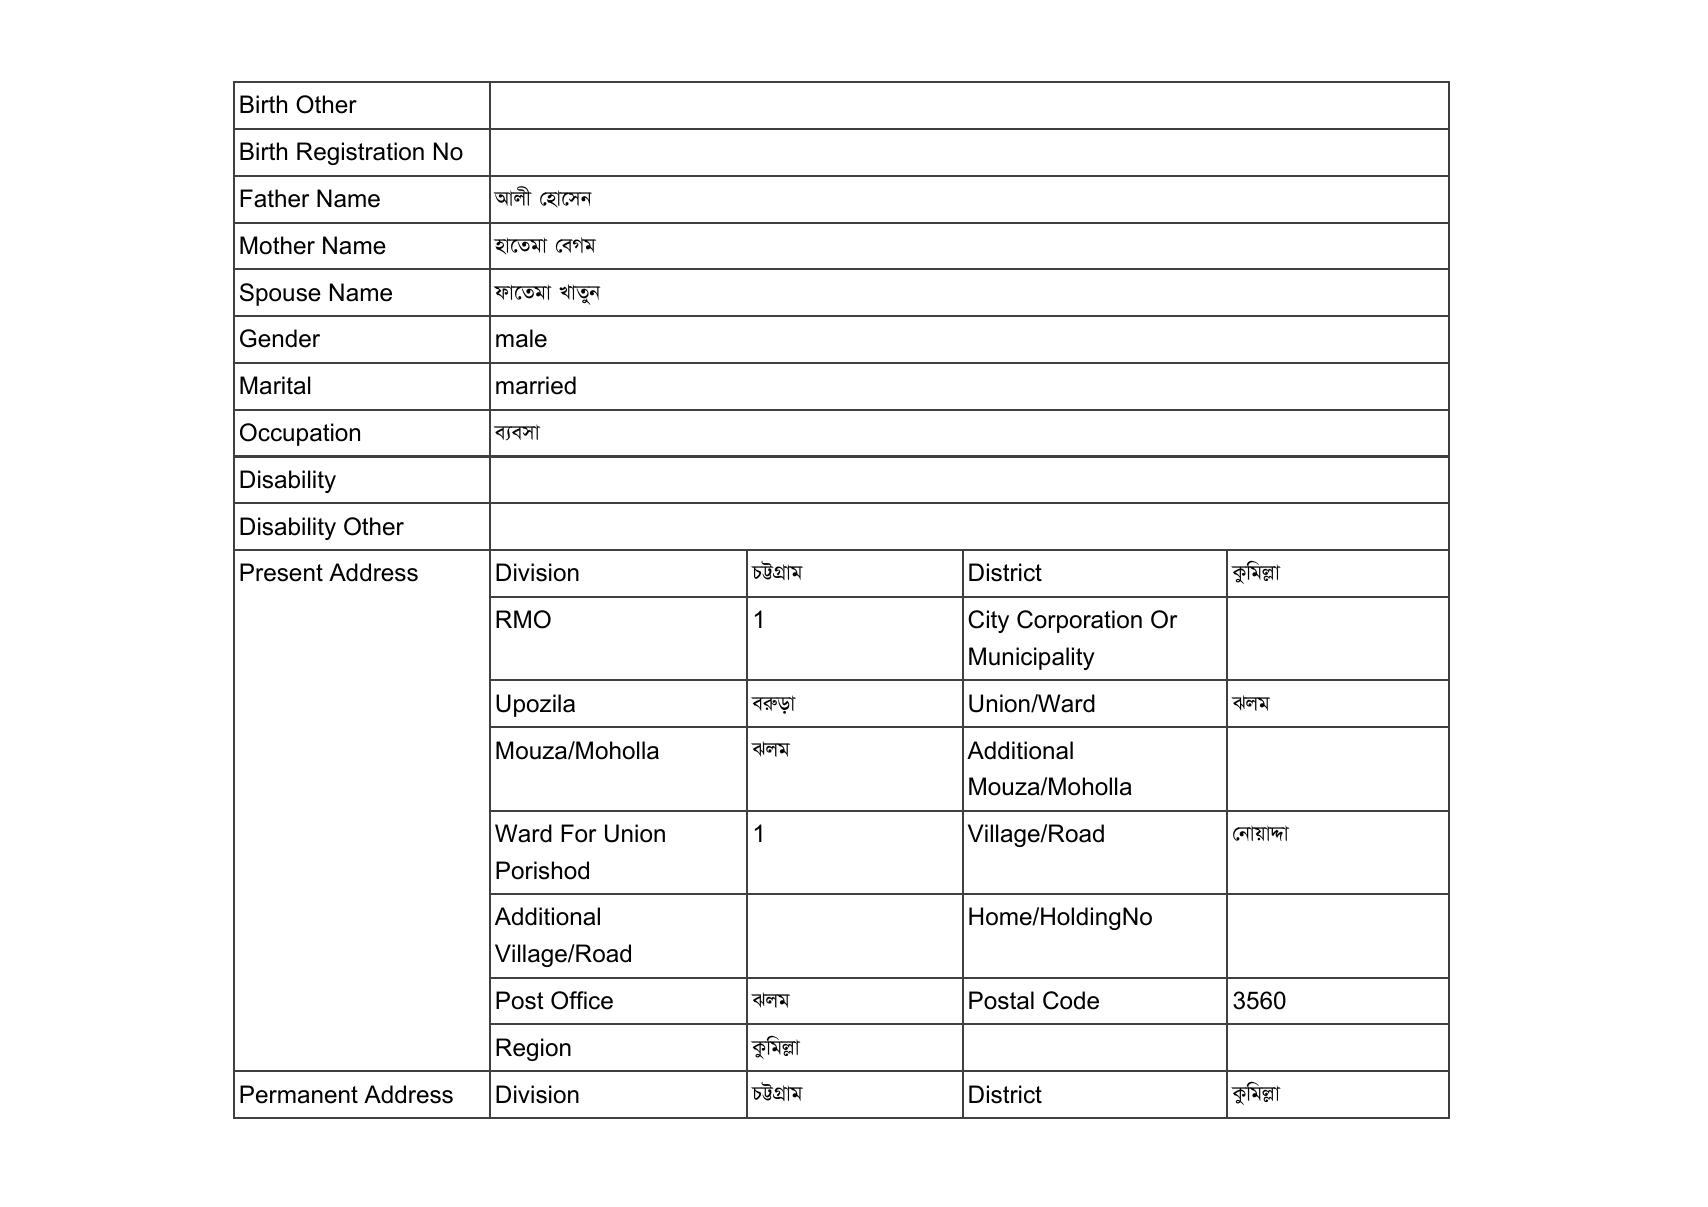 Birth Other
Birth Registration No
Father Name আলী হোসেন
Mother Name হাতেমা বেগম
Spouse Name ফাতেমা খাতুন
Gender male
Marital married
Occupation ব্যবসা
Disability
Disability Other
Present Address Division চট্টগ্রাম District কুমিল্লা
RMO 1 City Corporation Or
Municipality
Upozila বরুড়া Union/Ward ঝলম
Mouza/Moholla ঝলম Additional
Mouza/Moholla
Ward For Union 1 Village/Road নোয়াদ্দা
Porishod
Additional Home/HoldingNo
Village/Road
Post Office ঝলম Postal Code 3560
Region কুমিল্লা
Permanent Address Division চট্টগ্রাম District কুমিল্লা